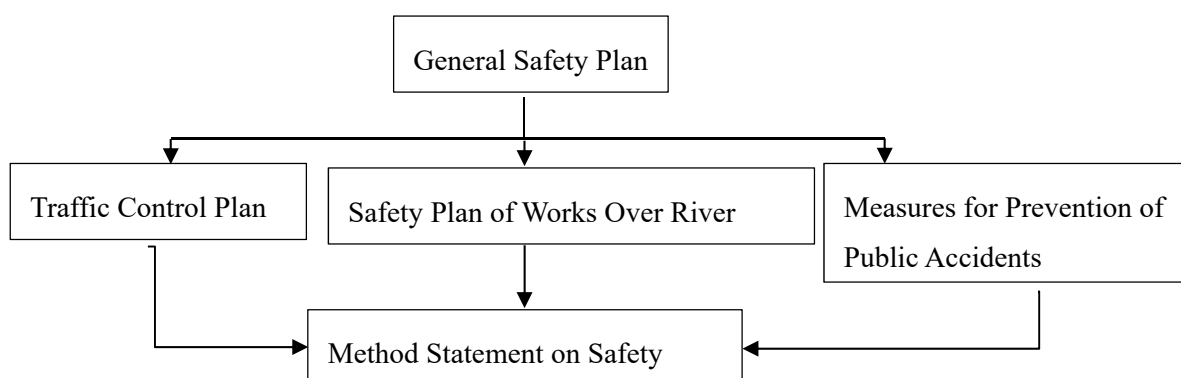 General Safety Plan
Traffic Control Plan
Safety Plan of Works Over River
Measures for Prevention of
Public Accidents
Method Statement on Safety